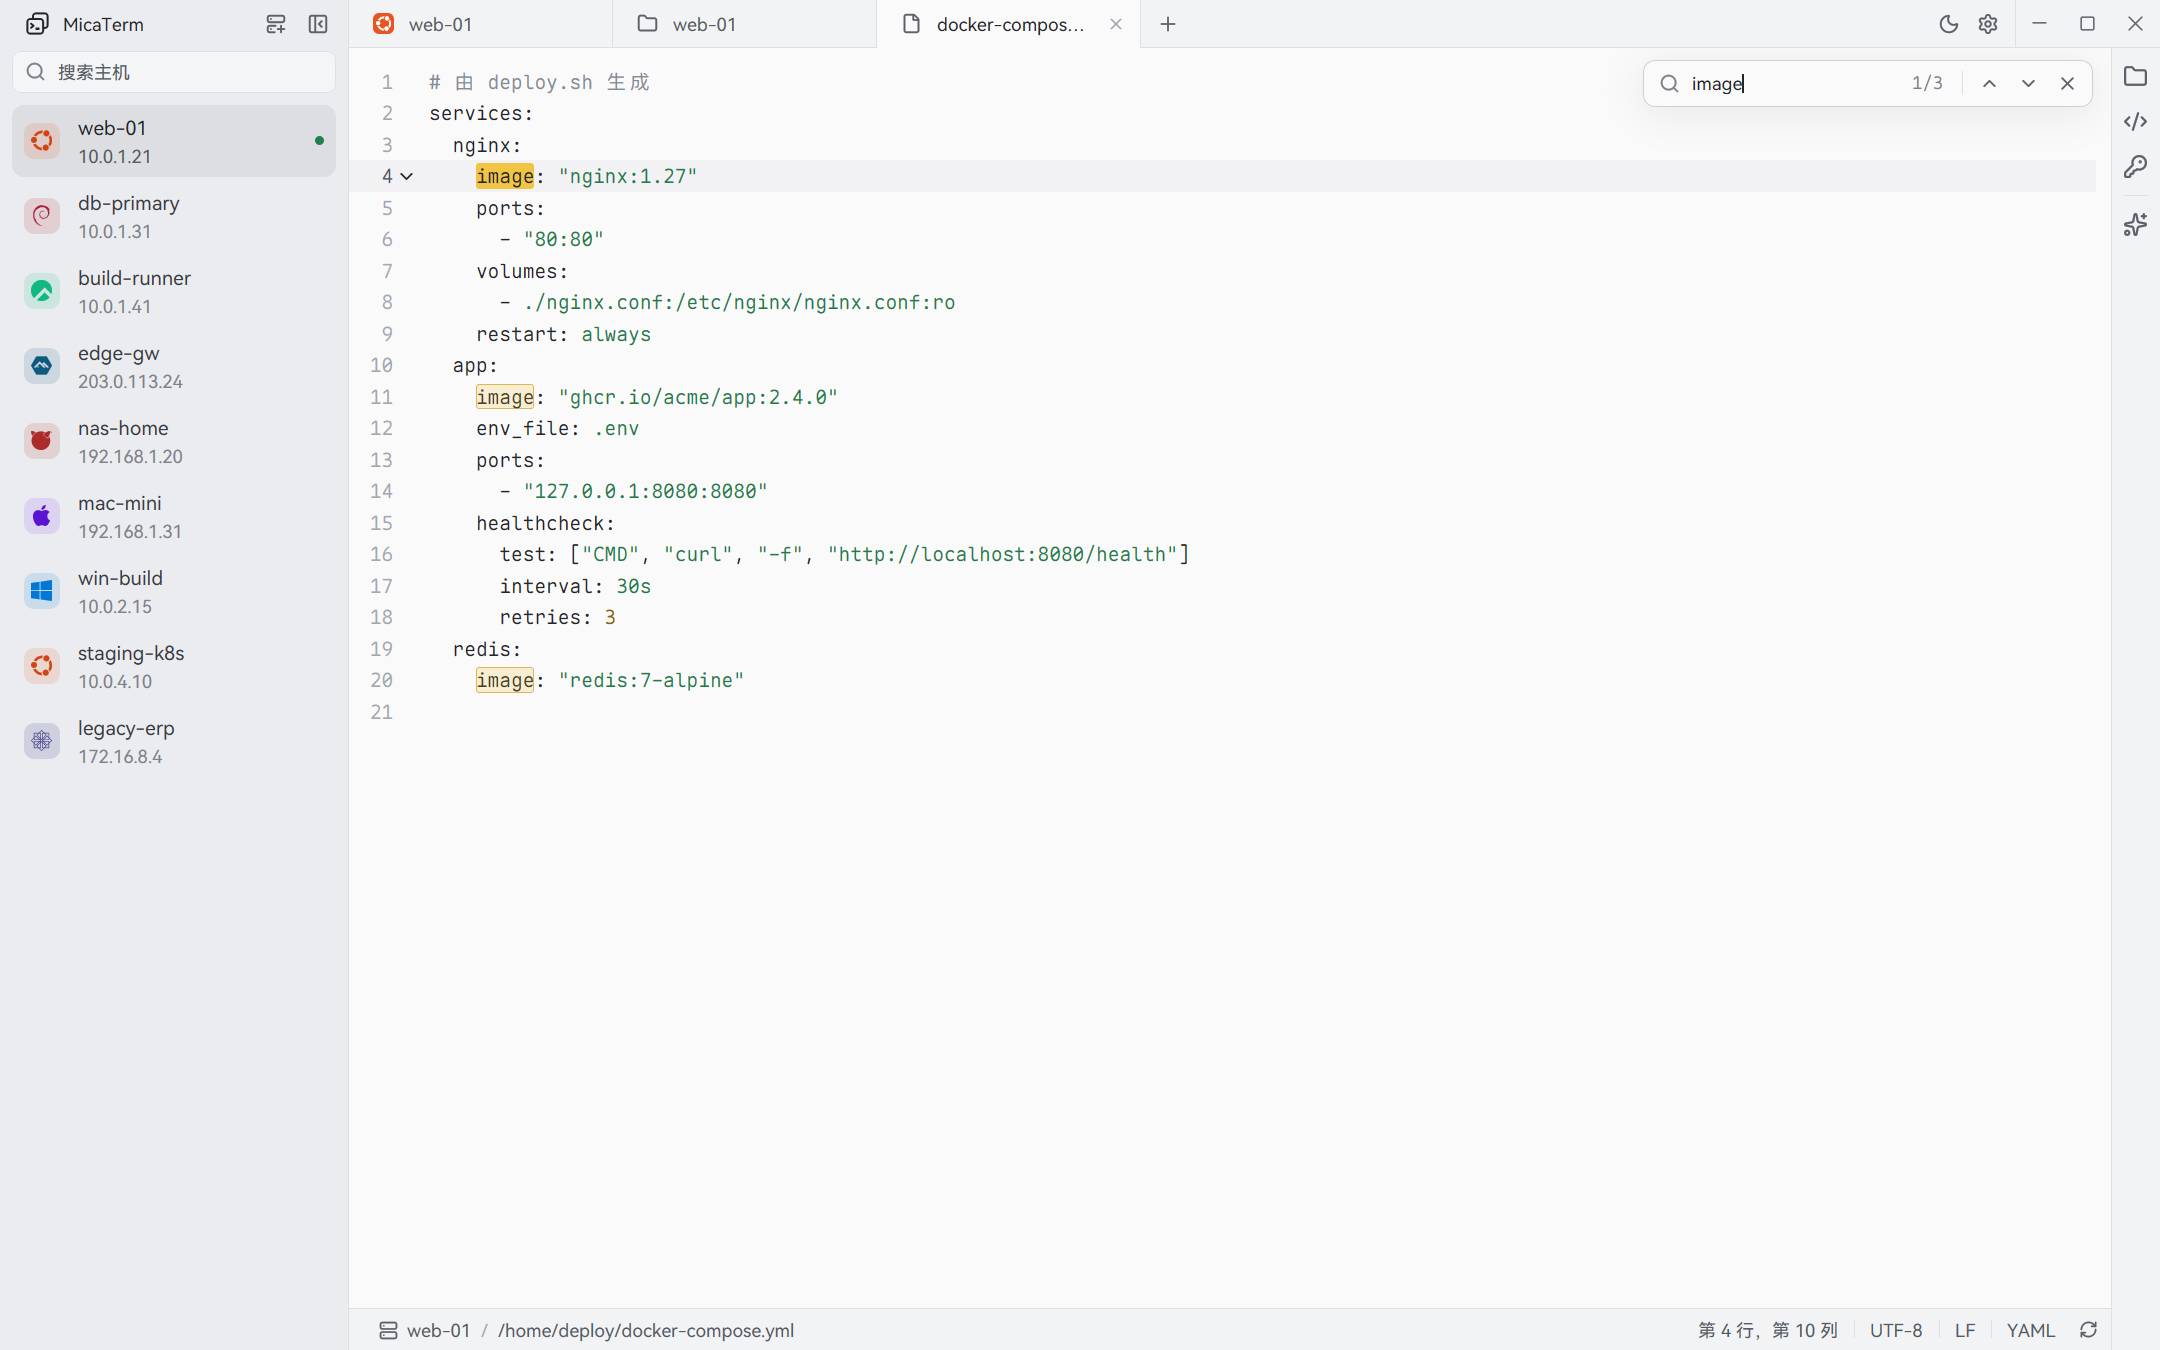 MicaTerm
搜索主机
web-01
10.0.1.21
db-primary
10.0.1.31
build-runner
10.0.1.41
edge-gw
203.0.113.24
nas-home
192.168.1.20
mac-mini
192.168.1.31
win-build
10.0.2.15
staging-k8s
10.0.4.10
legacy-erp
172.16.8.4
web-01
web-01
docker-compos...
image
1/3
1 # 由 deploy.sh 生成
2 services:
3   nginx:
4     image: "nginx:1.27"
5     ports:
6       - "80:80"
7     volumes:
8       - ./nginx.conf:/etc/nginx/nginx.conf:ro
9     restart: always
10   app:
11     image: "ghcr.io/acme/app:2.4.0"
12     env_file: .env
13     ports:
14       - "127.0.0.1:8080:8080"
15     healthcheck:
16       test: ["CMD", "curl", "-f", "http://localhost:8080/health"]
17       interval: 30s
18       retries: 3
19   redis:
20     image: "redis:7-alpine"
21
web-01 / /home/deploy/docker-compose.yml
第 4 行，第 10 列
UTF-8
LF
YAML